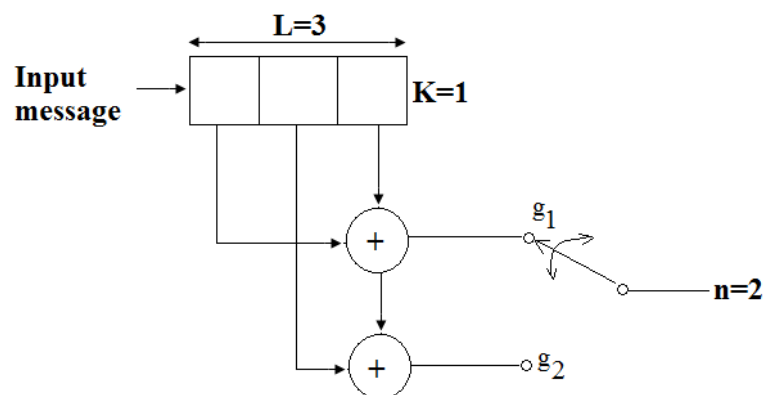 L=3
Input
message
K=1
+
g1
n=2
+
g2